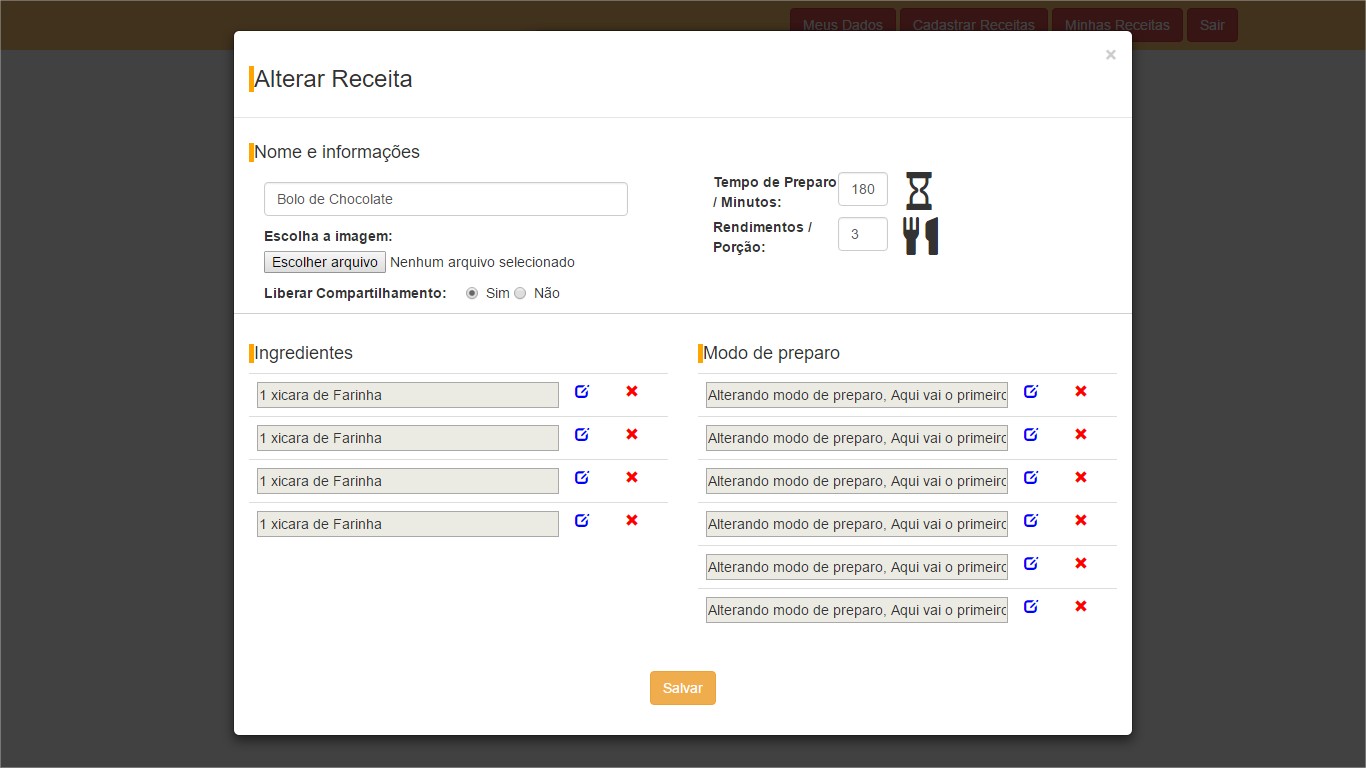 Meus Dados Cadastrar Receitas Minhas Receitas Sair
×
Alterar Receita
Nome e informações
Bolo de Chocolate
Escolha a imagem:
Escolher arquivo Nenhum arquivo selecionado
Liberar Compartilhamento: Sim Não
Tempo de Preparo
/ Minutos:
180
Rendimentos /
Porção:
3
Ingredientes
1 xicara de Farinha
1 xicara de Farinha
1 xicara de Farinha
1 xicara de Farinha
Modo de preparo
Alterando modo de preparo, Aqui vai o primeirc
Alterando modo de preparo, Aqui vai o primeirc
Alterando modo de preparo, Aqui vai o primeirc
Alterando modo de preparo, Aqui vai o primeirc
Alterando modo de preparo, Aqui vai o primeirc
Alterando modo de preparo, Aqui vai o primeirc
Salvar